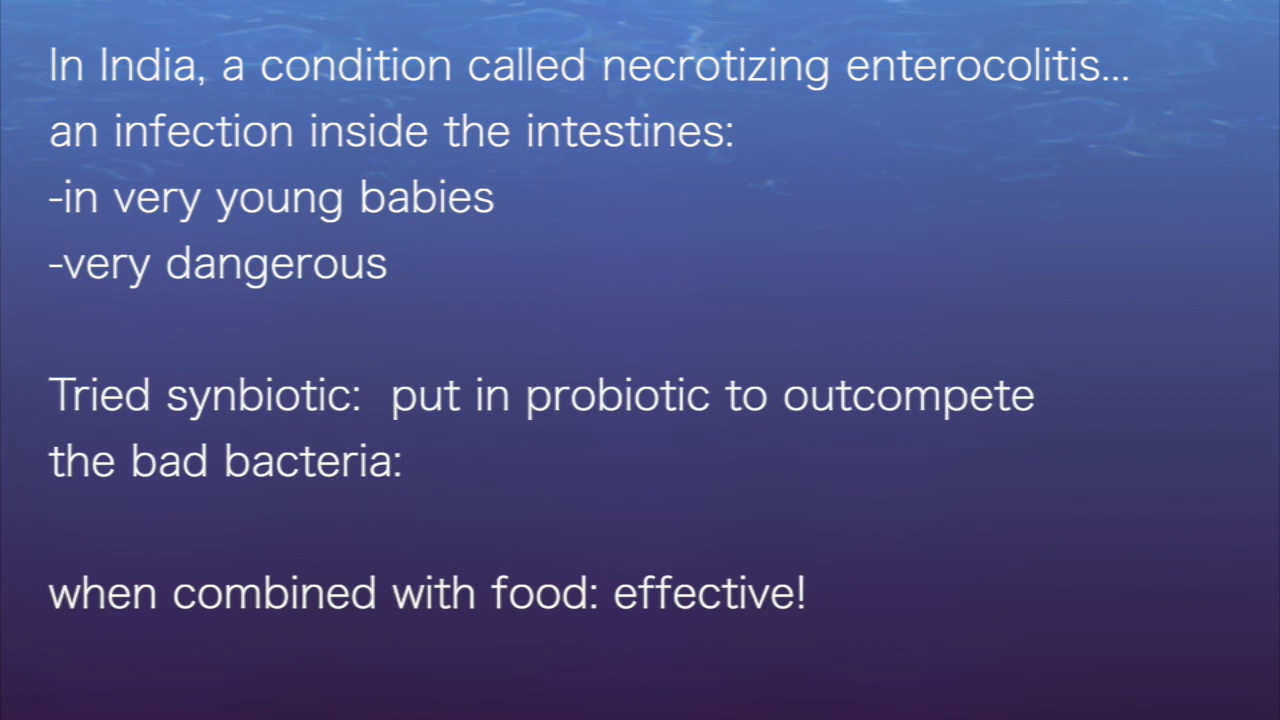 In India, a condition called necrotizing enterocolitis...
an infection inside the intestines:
-in very young babies
-very dangerous
Tried synbiotic:  put in probiotic to outcompete
the bad bacteria:
when combined with food: effective!